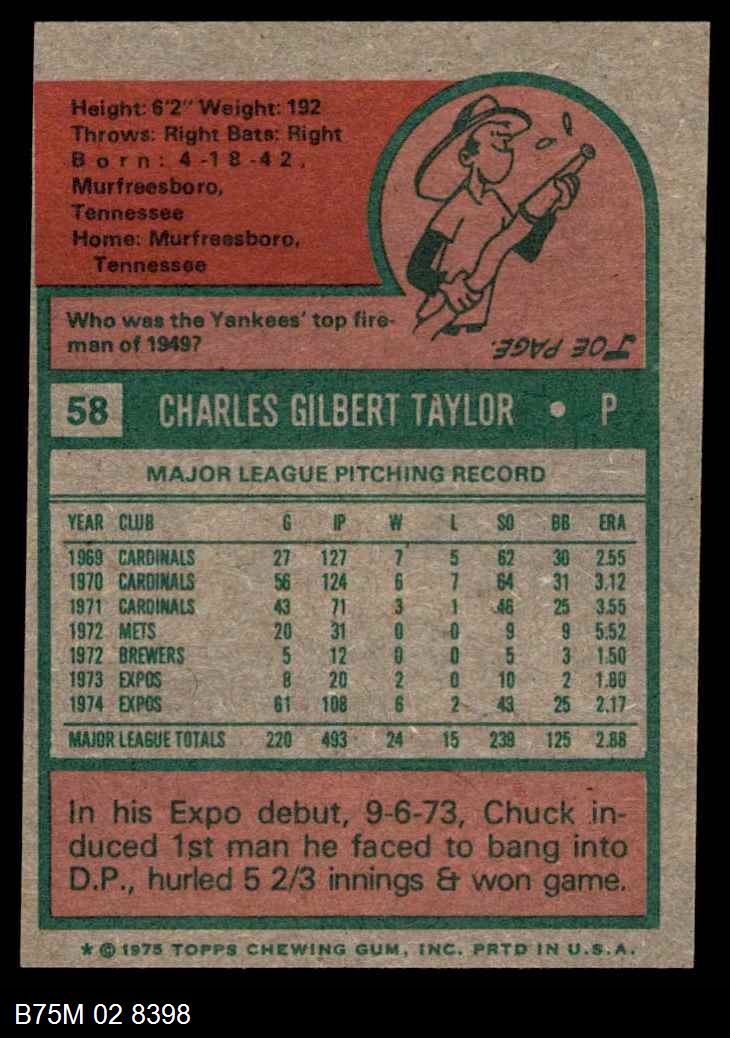 Height: 6'2" Weight: 192
Throws: Right Bats: Right
Born: 4-18-42,
Murfreesboro,
Tennessee
Home: Murfreesboro,
Tennessee
Who was the Yankees' top fire-
man of 1949?
JOE PAGE.
58 CHARLES GILBERT TAYLOR • P
MAJOR LEAGUE PITCHING RECORD
YEAR CLUB G IP W L SO BB ERA
1969 CARDINALS 27 127 7 5 62 30 2.55
1970 CARDINALS 56 124 6 7 64 31 3.12
1971 CARDINALS 43 71 3 1 46 25 3.55
1972 METS 20 31 0 0 9 9 5.52
1972 BREWERS 5 12 0 0 5 3 1.50
1973 EXPOS 8 20 2 0 10 2 1.80
1974 EXPOS 61 108 6 2 43 25 2.17
MAJOR LEAGUE TOTALS 220 493 24 15 239 125 2.88
In his Expo debut, 9-6-73, Chuck in-
duced 1st man he faced to bang into
D.P., hurled 5 2/3 innings & won game.
* © 1975 TOPPS CHEWING GUM, INC. PRTD IN U.S.A.
B75M 02 8398